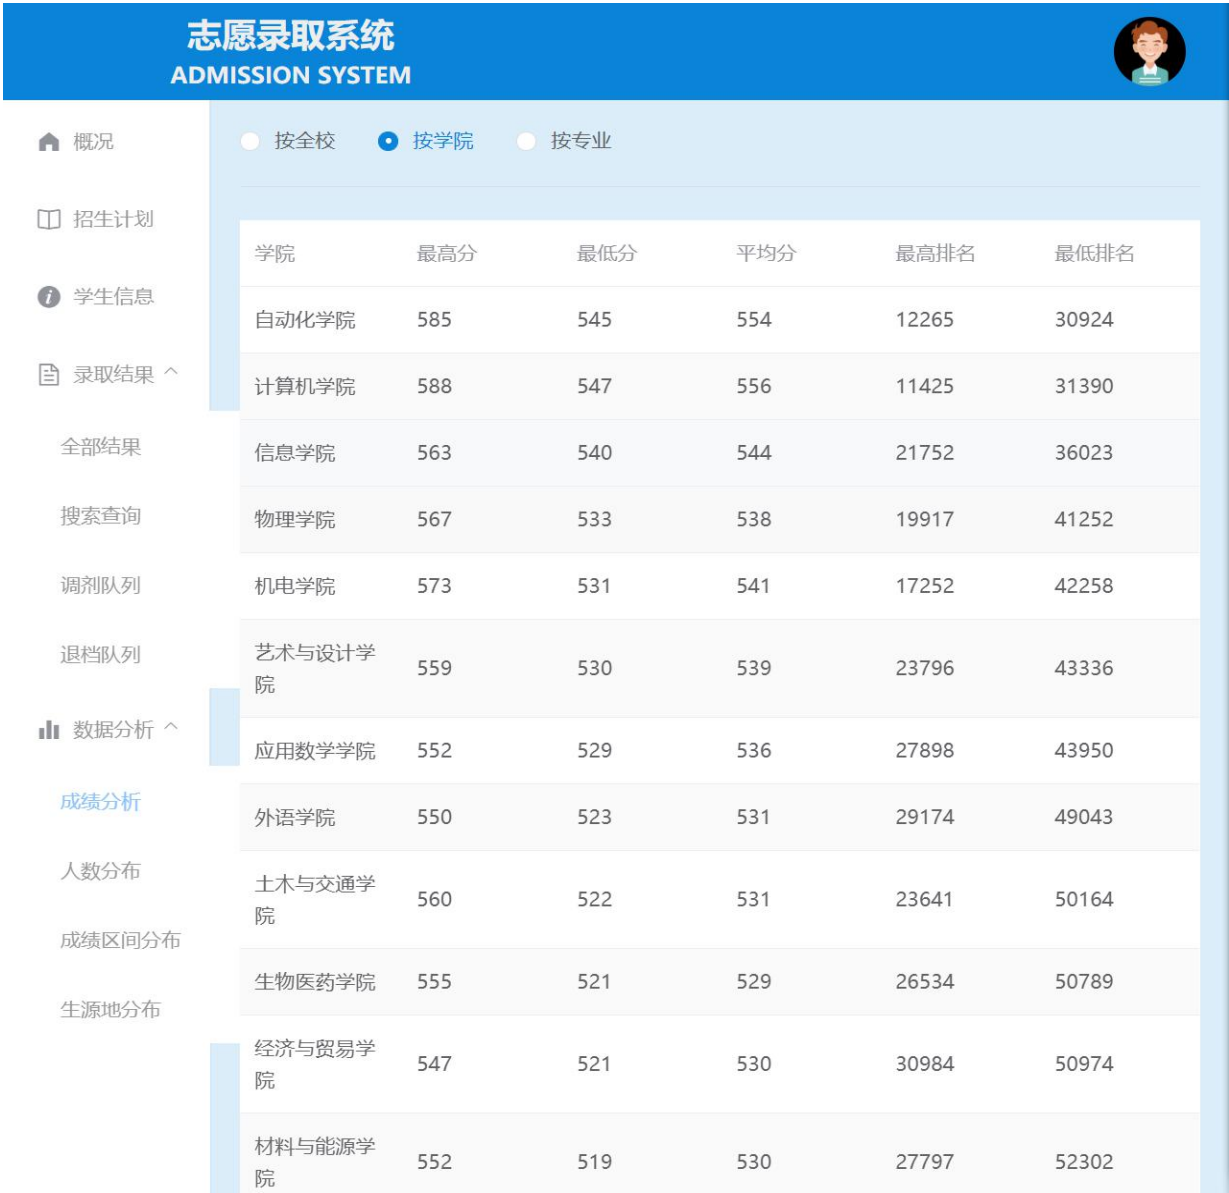 志愿录取系统
ADMISSION SYSTEM
概况
招生计划
学生信息
录取结果
全部结果
搜索查询
调剂队列
退档队列
数据分析
成绩分析
人数分布
成绩区间分布
生源地分布
按全校 按学院 按专业
学院 最高分 最低分 平均分 最高排名 最低排名
自动化学院 585 545 554 12265 30924
计算机学院 588 547 556 11425 31390
信息学院 563 540 544 21752 36023
物理学院 567 533 538 19917 41252
机电学院 573 531 541 17252 42258
艺术与设计学
院 559 530 539 23796 43336
应用数学学院 552 529 536 27898 43950
外语学院 550 523 531 29174 49043
土木与交通学
院 560 522 531 23641 50164
生物医药学院 555 521 529 26534 50789
经济与贸易学
院 547 521 530 30984 50974
材料与能源学
院 552 519 530 27797 52302